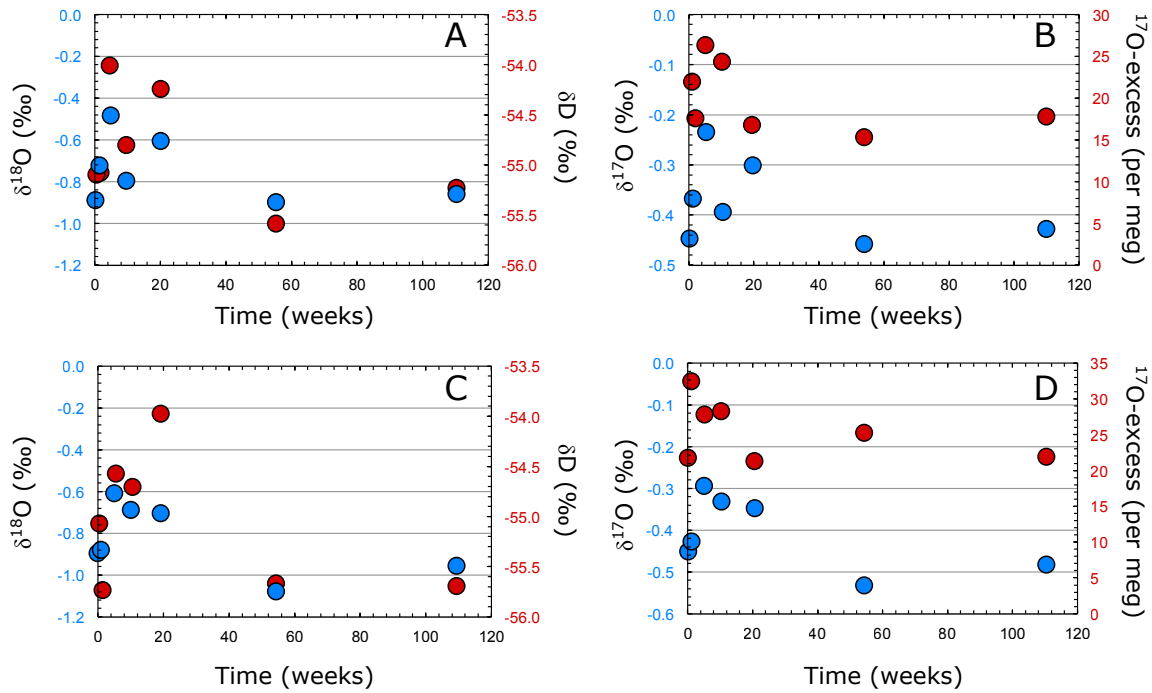 A
0.0
-0.2
-0.4
-0.6
-0.8
-1.0
-1.2
δ18O (‰)
-53.5
-54.0
-54.5
-55.0
-55.5
-56.0
δD (‰)
0 20 40 60 80 100 120
Time (weeks)
B
0.0
-0.1
-0.2
-0.3
-0.4
-0.5
δ17O (‰)
30
25
20
15
10
5
0
17O-excess (per meg)
0 20 40 60 80 100 120
Time (weeks)
C
0.0
-0.2
-0.4
-0.6
-0.8
-1.0
-1.2
δ18O (‰)
-53.5
-54.0
-54.5
-55.0
-55.5
-56.0
δD (‰)
0 20 40 60 80 100 120
Time (weeks)
D
0.0
-0.1
-0.2
-0.3
-0.4
-0.5
-0.6
δ17O (‰)
35
30
25
20
15
10
5
0
17O-excess (per meg)
0 20 40 60 80 100 120
Time (weeks)